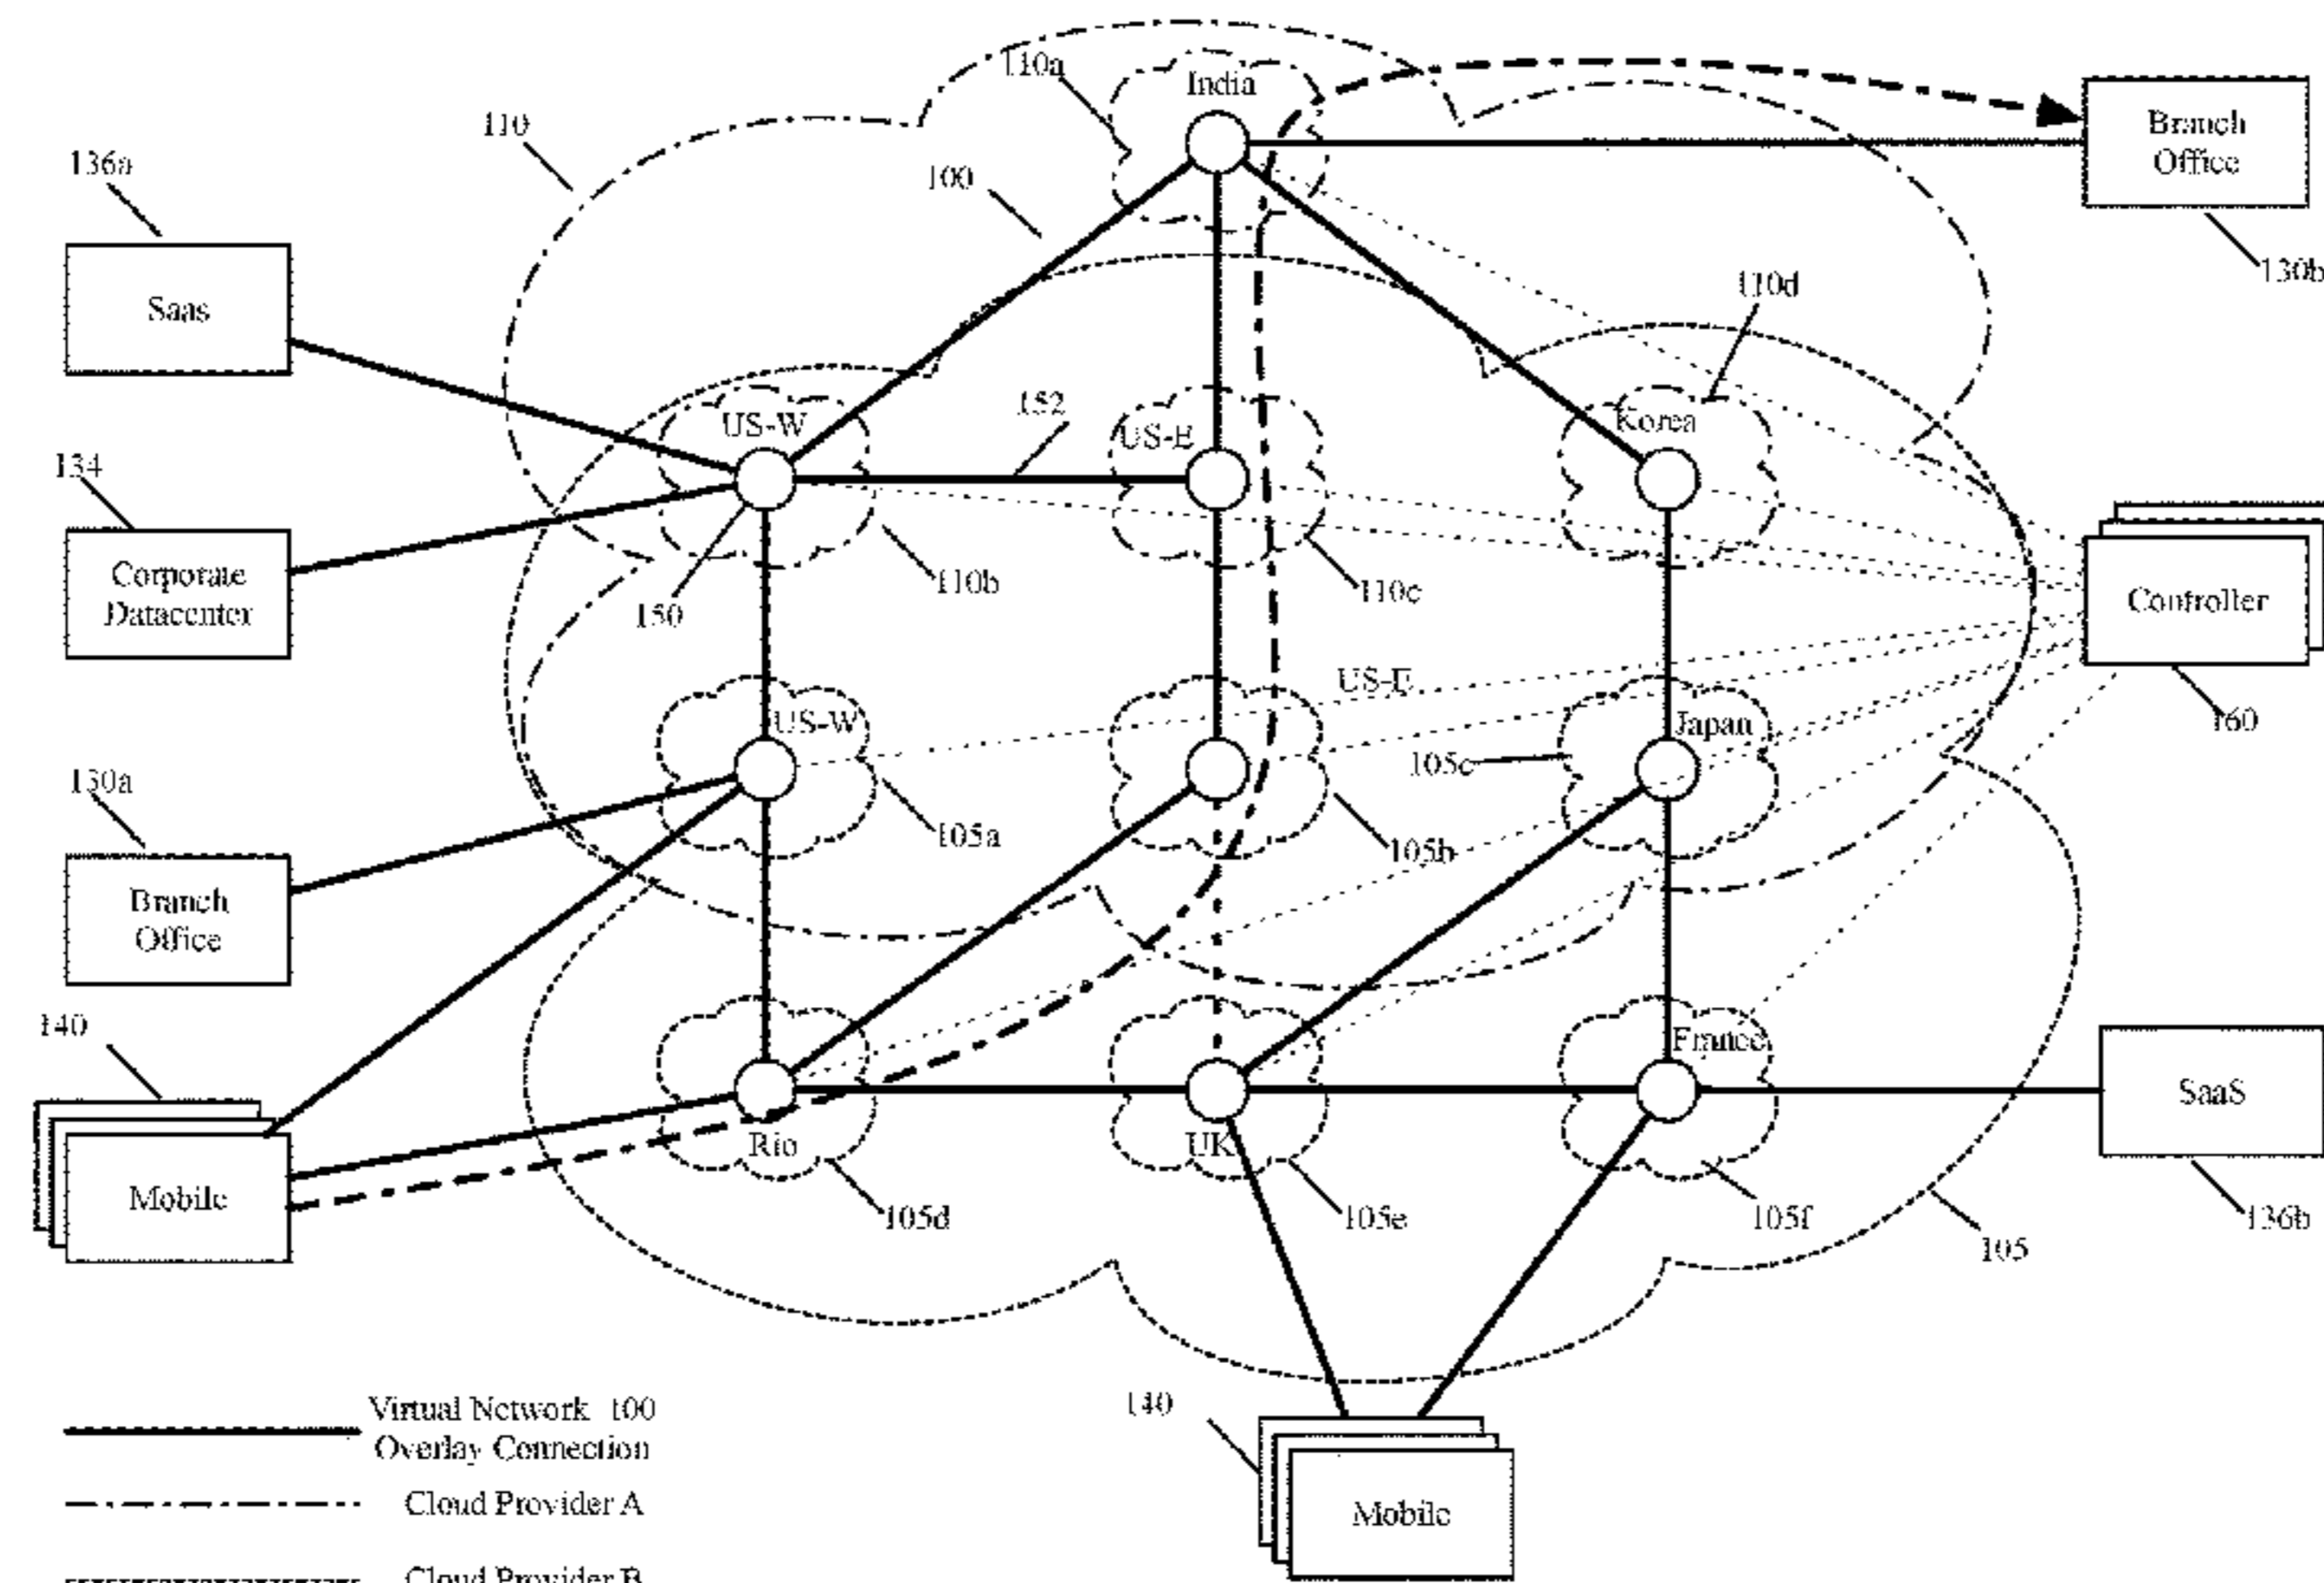 110a
India
Branch
Office
110
136a
100
130b
Saas
110d
US-W
152
US-E
Korea
134
Corporate
Datacenter
150
110b
110c
Controller
US-E
US-W
Japan
160
105c
130a
105a
105b
Branch
Office
140
France
SaaS
Rio
UK
Mobile
105d
105e
105f
136b
105
Virtual Network 100
Overlay Connection
140
Cloud Provider A
Mobile
Cloud Provider B